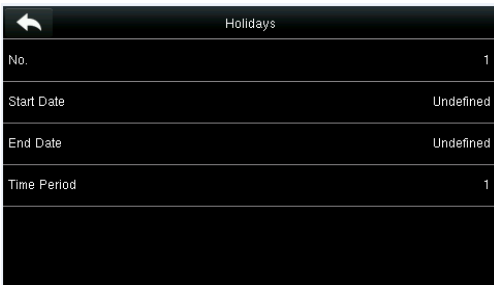 Holidays
No. 1
Start Date Undefined
End Date Undefined
Time Period 1